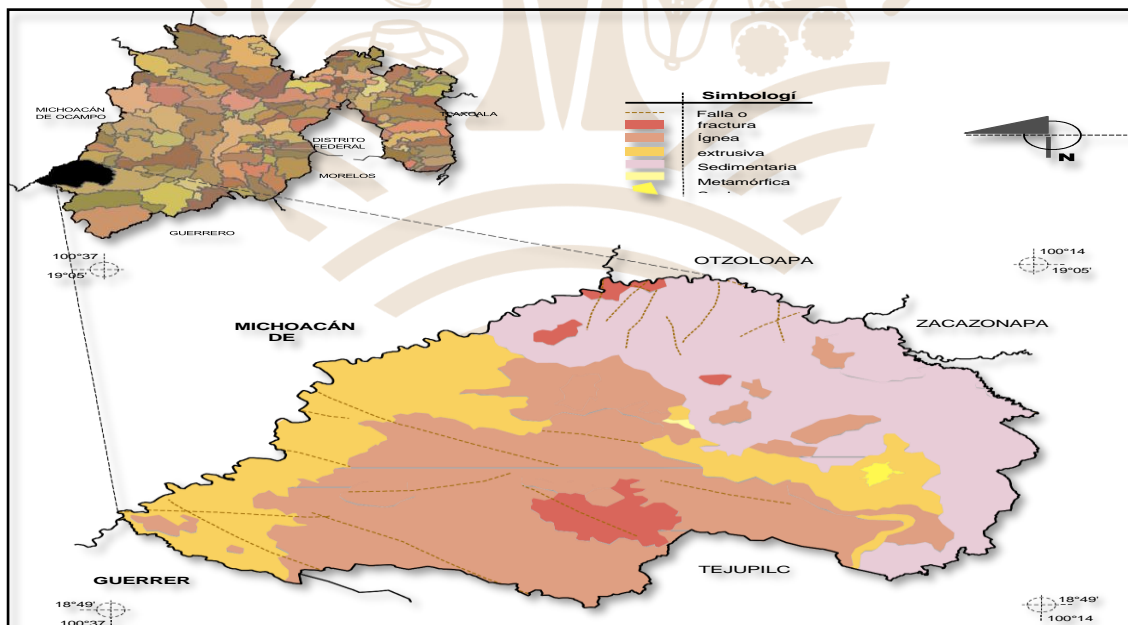 MICHOACÁN
DE OCAMPO
TLAXCALA
DISTRITO
FEDERAL
MORELOS
GUERRERO
Simbologí
Falla o
fractura
Ígnea
extrusiva
Sedimentaria
Metamórfica
N
100°37
19°05'
100°14
19°05'
OTZOLOAPA
ZACAZONAPA
MICHOACÁN
DE
GUERRER
TEJUPILC
18°49'
100°37
18°49'
100°14